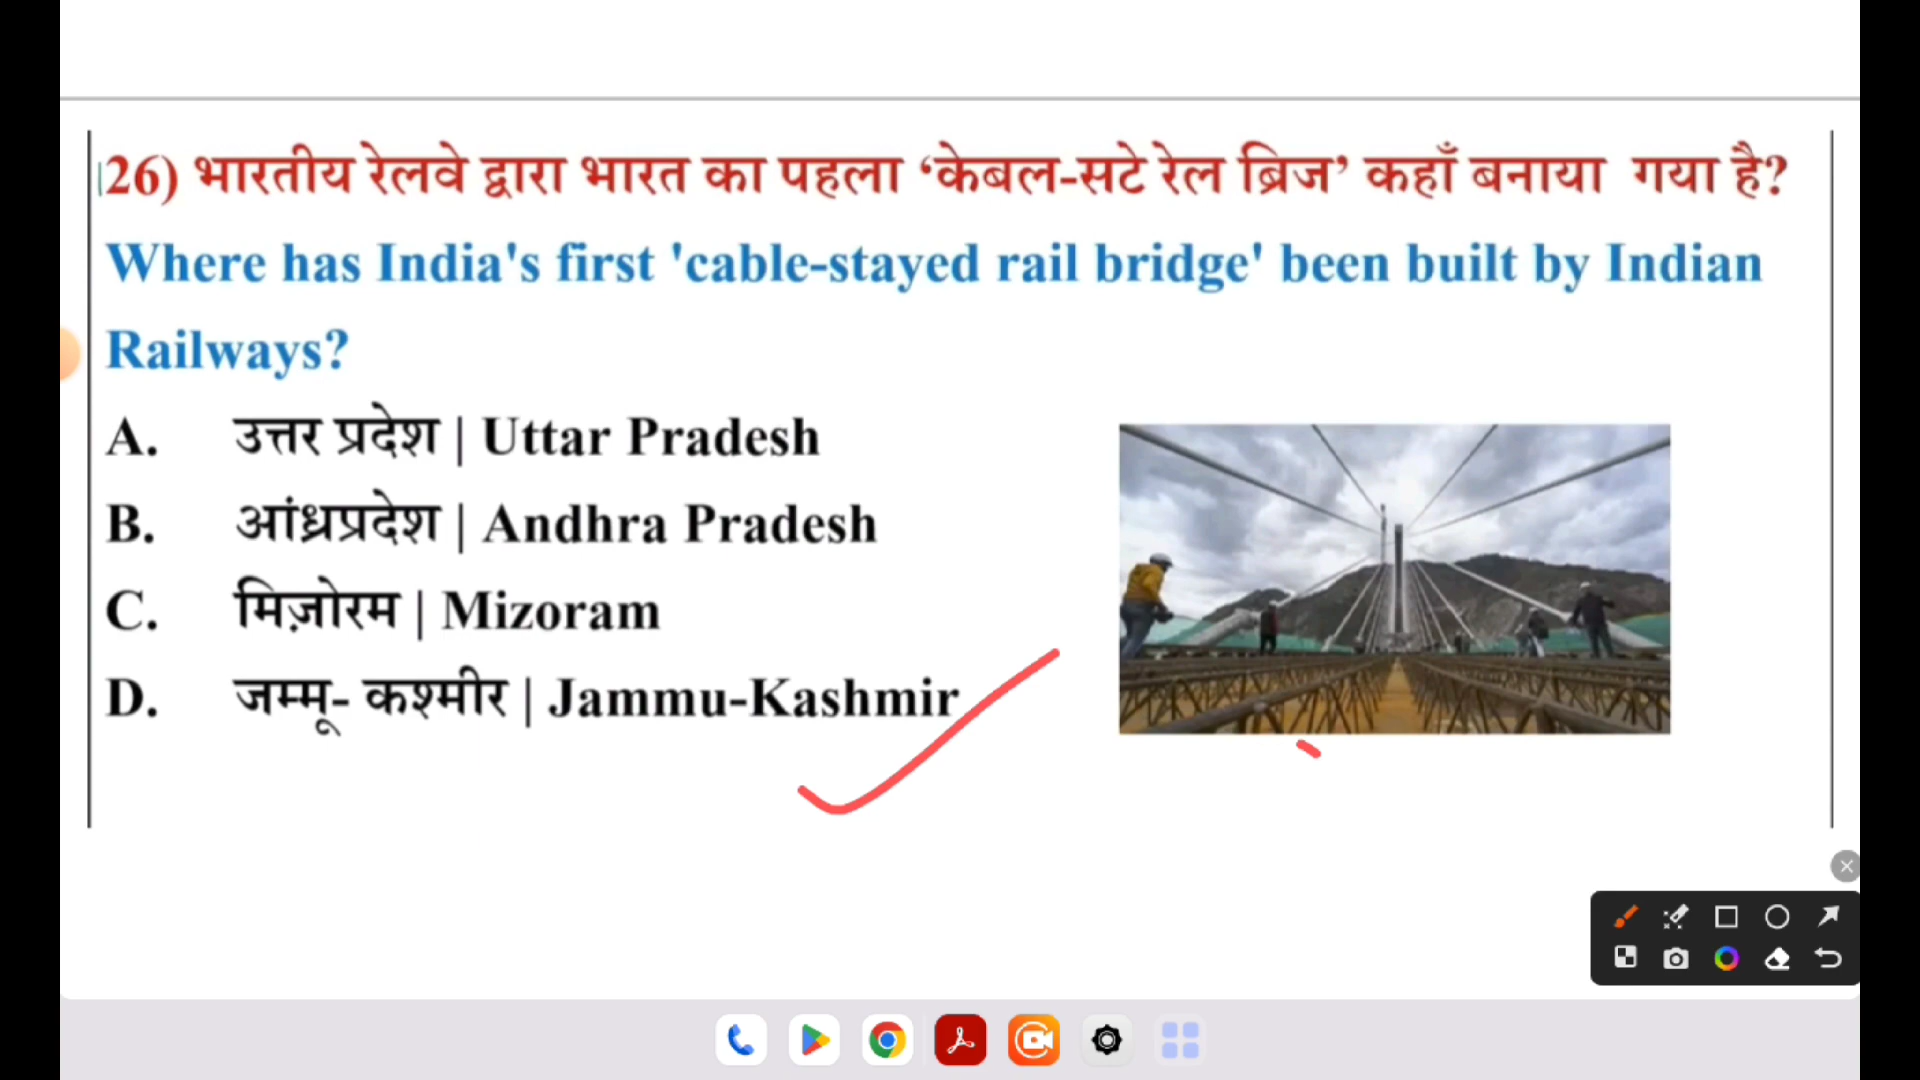 26) भारतीय रेलवे द्वारा भारत का पहला ‘केबल-सटे रेल ब्रिज’ कहाँ बनाया गया है?
Where has India's first 'cable-stayed rail bridge' been built by Indian
Railways?
A. उत्तर प्रदेश | Uttar Pradesh
B. आंध्रप्रदेश | Andhra Pradesh
C. मिज़ोरम | Mizoram
D. जम्मू- कश्मीर | Jammu-Kashmir